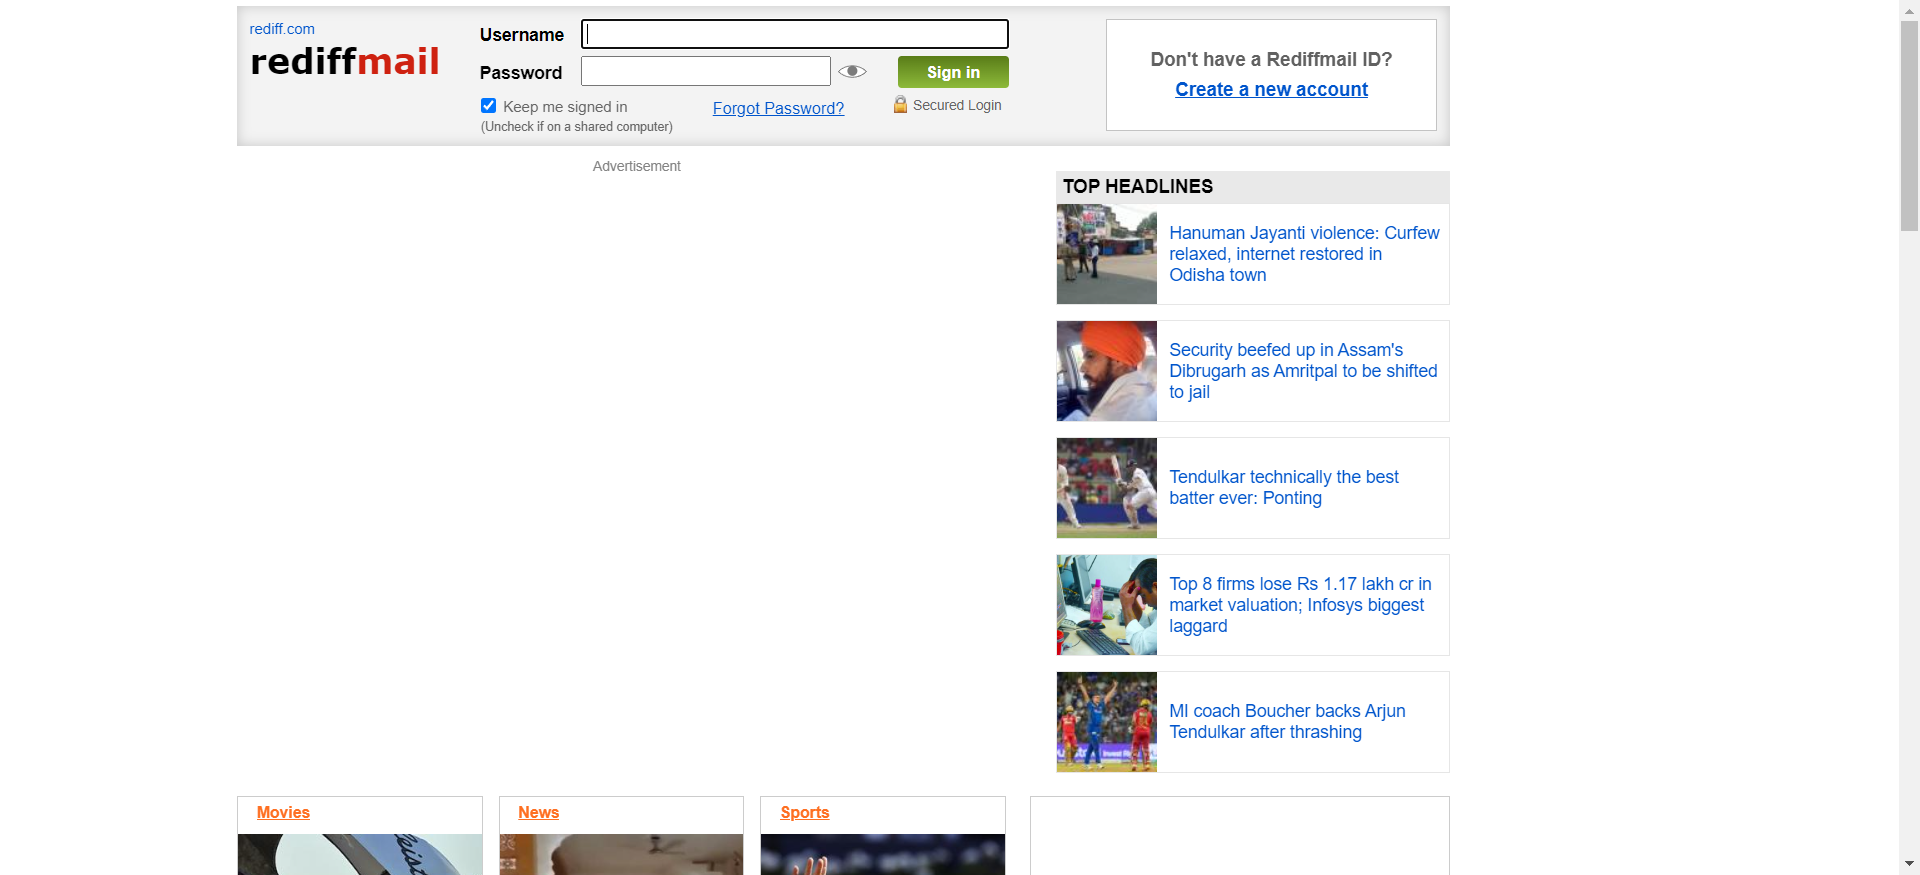 rediff.com
rediffmail
Username
Password
Sign in
Keep me signed in
(Uncheck if on a shared computer)
Forgot Password?
Secured Login
Don't have a Rediffmail ID?
Create a new account
Advertisement
TOP HEADLINES
Hanuman Jayanti violence: Curfew
relaxed, internet restored in
Odisha town
Security beefed up in Assam's
Dibrugarh as Amritpal to be shifted
to jail
Tendulkar technically the best
batter ever: Ponting
Top 8 firms lose Rs 1.17 lakh cr in
market valuation; Infosys biggest
laggard
MI coach Boucher backs Arjun
Tendulkar after thrashing
Movies
News
Sports